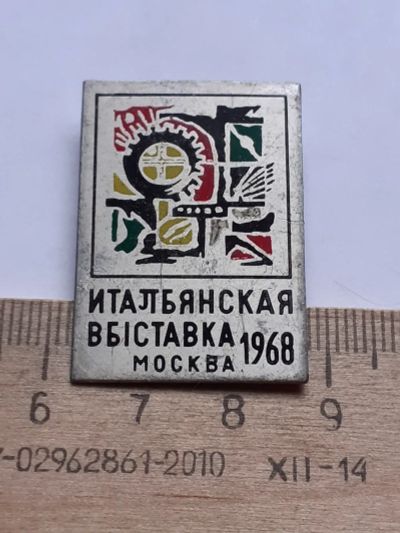 ИТАЛЬЯНСКАЯ
ВЫСТАВКА 1968
МОСКВА
6 7 8 9
-02962861-2010 XII-14